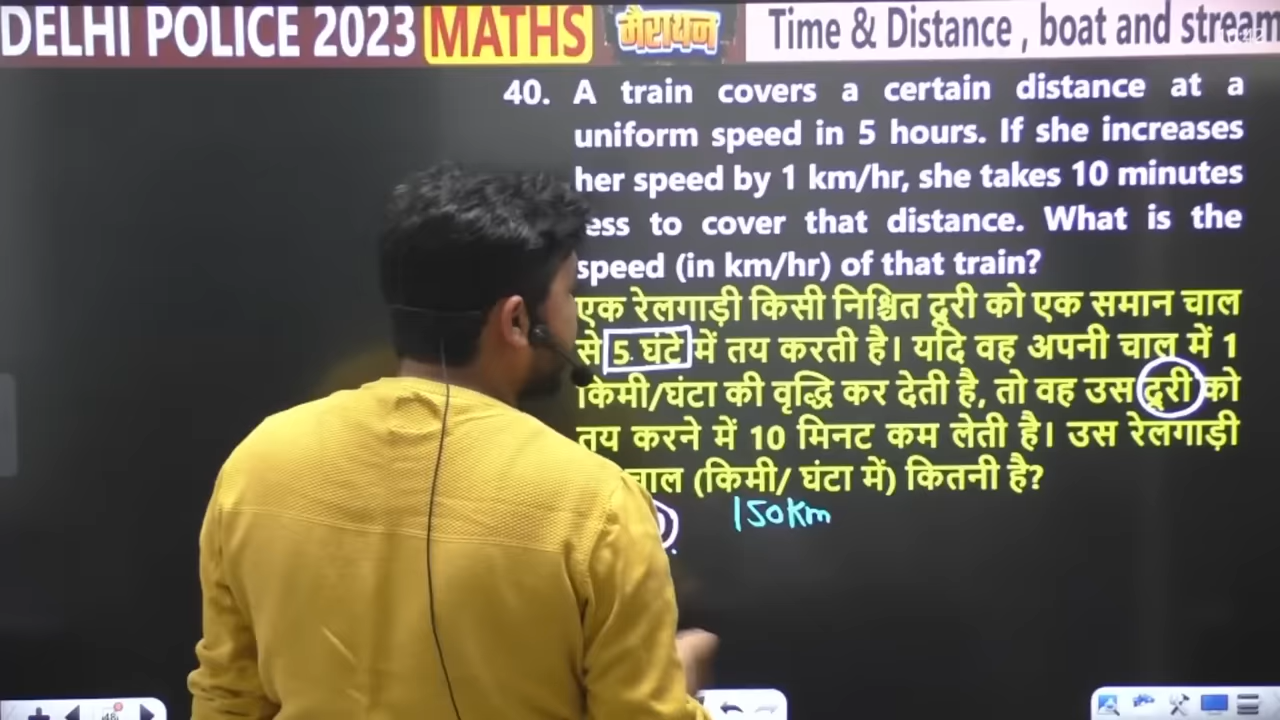 DELHI POLICE 2023 MATHS मैराथन Time & Distance , boat and stream
40. A train covers a certain distance at a
uniform speed in 5 hours. If she increases
her speed by 1 km/hr, she takes 10 minutes
ess to cover that distance. What is the
speed (in km/hr) of that train?
एक रेलगाड़ी किसी निश्चित दूरी को एक समान चाल
से 5 घंटे में तय करती है। यदि वह अपनी चाल में 1
किमी/घंटा की वृद्धि कर देती है, तो वह उस दूरी को
तय करने में 10 मिनट कम लेती है। उस रेलगाड़ी
चाल (किमी/ घंटा में) कितनी है?
150km